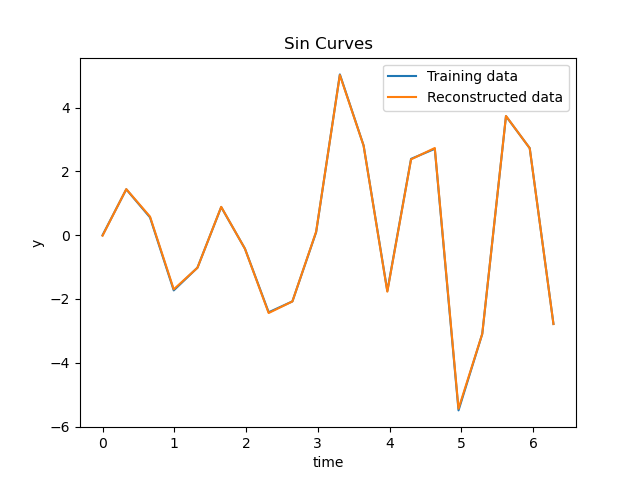 Sin Curves
Training data
Reconstructed data
y
4
2
0
−2
−4
−6
0 1 2 3 4 5 6
time